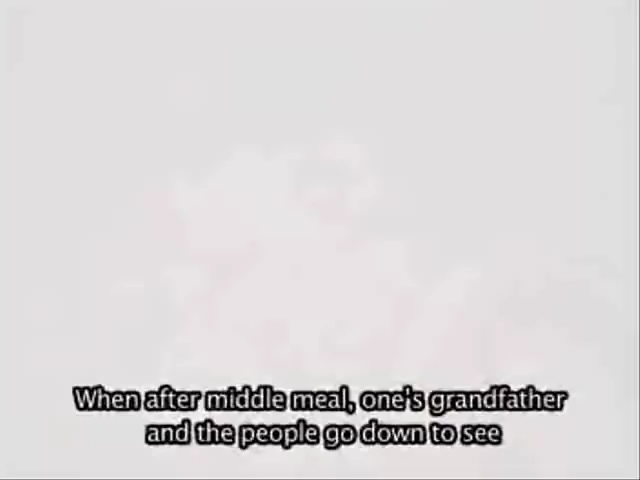 When after middle meal, one's grandfather
and the people go down to see